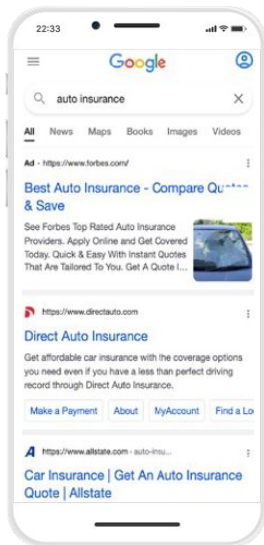 22:33
Google
auto insurance
All News Maps Books Images Videos
Ad - https://www.forbes.com/
Best Auto Insurance - Compare
& Save
See Forbes Top Rated Auto Insurance
Providers. Apply Online and Get Covered
Today. Quick & Easy With Instant Quotes
That Are Tailored To You. Get A Quote I...
https://www.directauto.com
Direct Auto Insurance
Get affordable car insurance with the coverage options
you need even if you have a less than perfect driving
record through Direct Auto Insurance.
Make a Payment About MyAccount Find a Lo
https://www.allstate.com - auto-insu...
Car Insurance | Get An Auto Insurance
Quote | Allstate